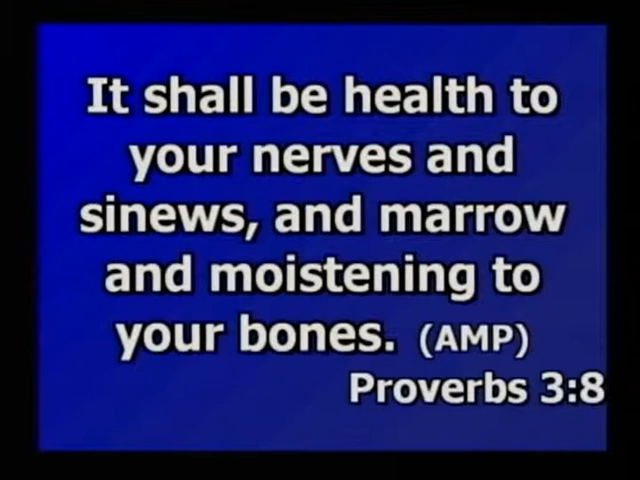 It shall be health to
your nerves and
sinews, and marrow
and moistening to
your bones. (AMP)
Proverbs 3:8